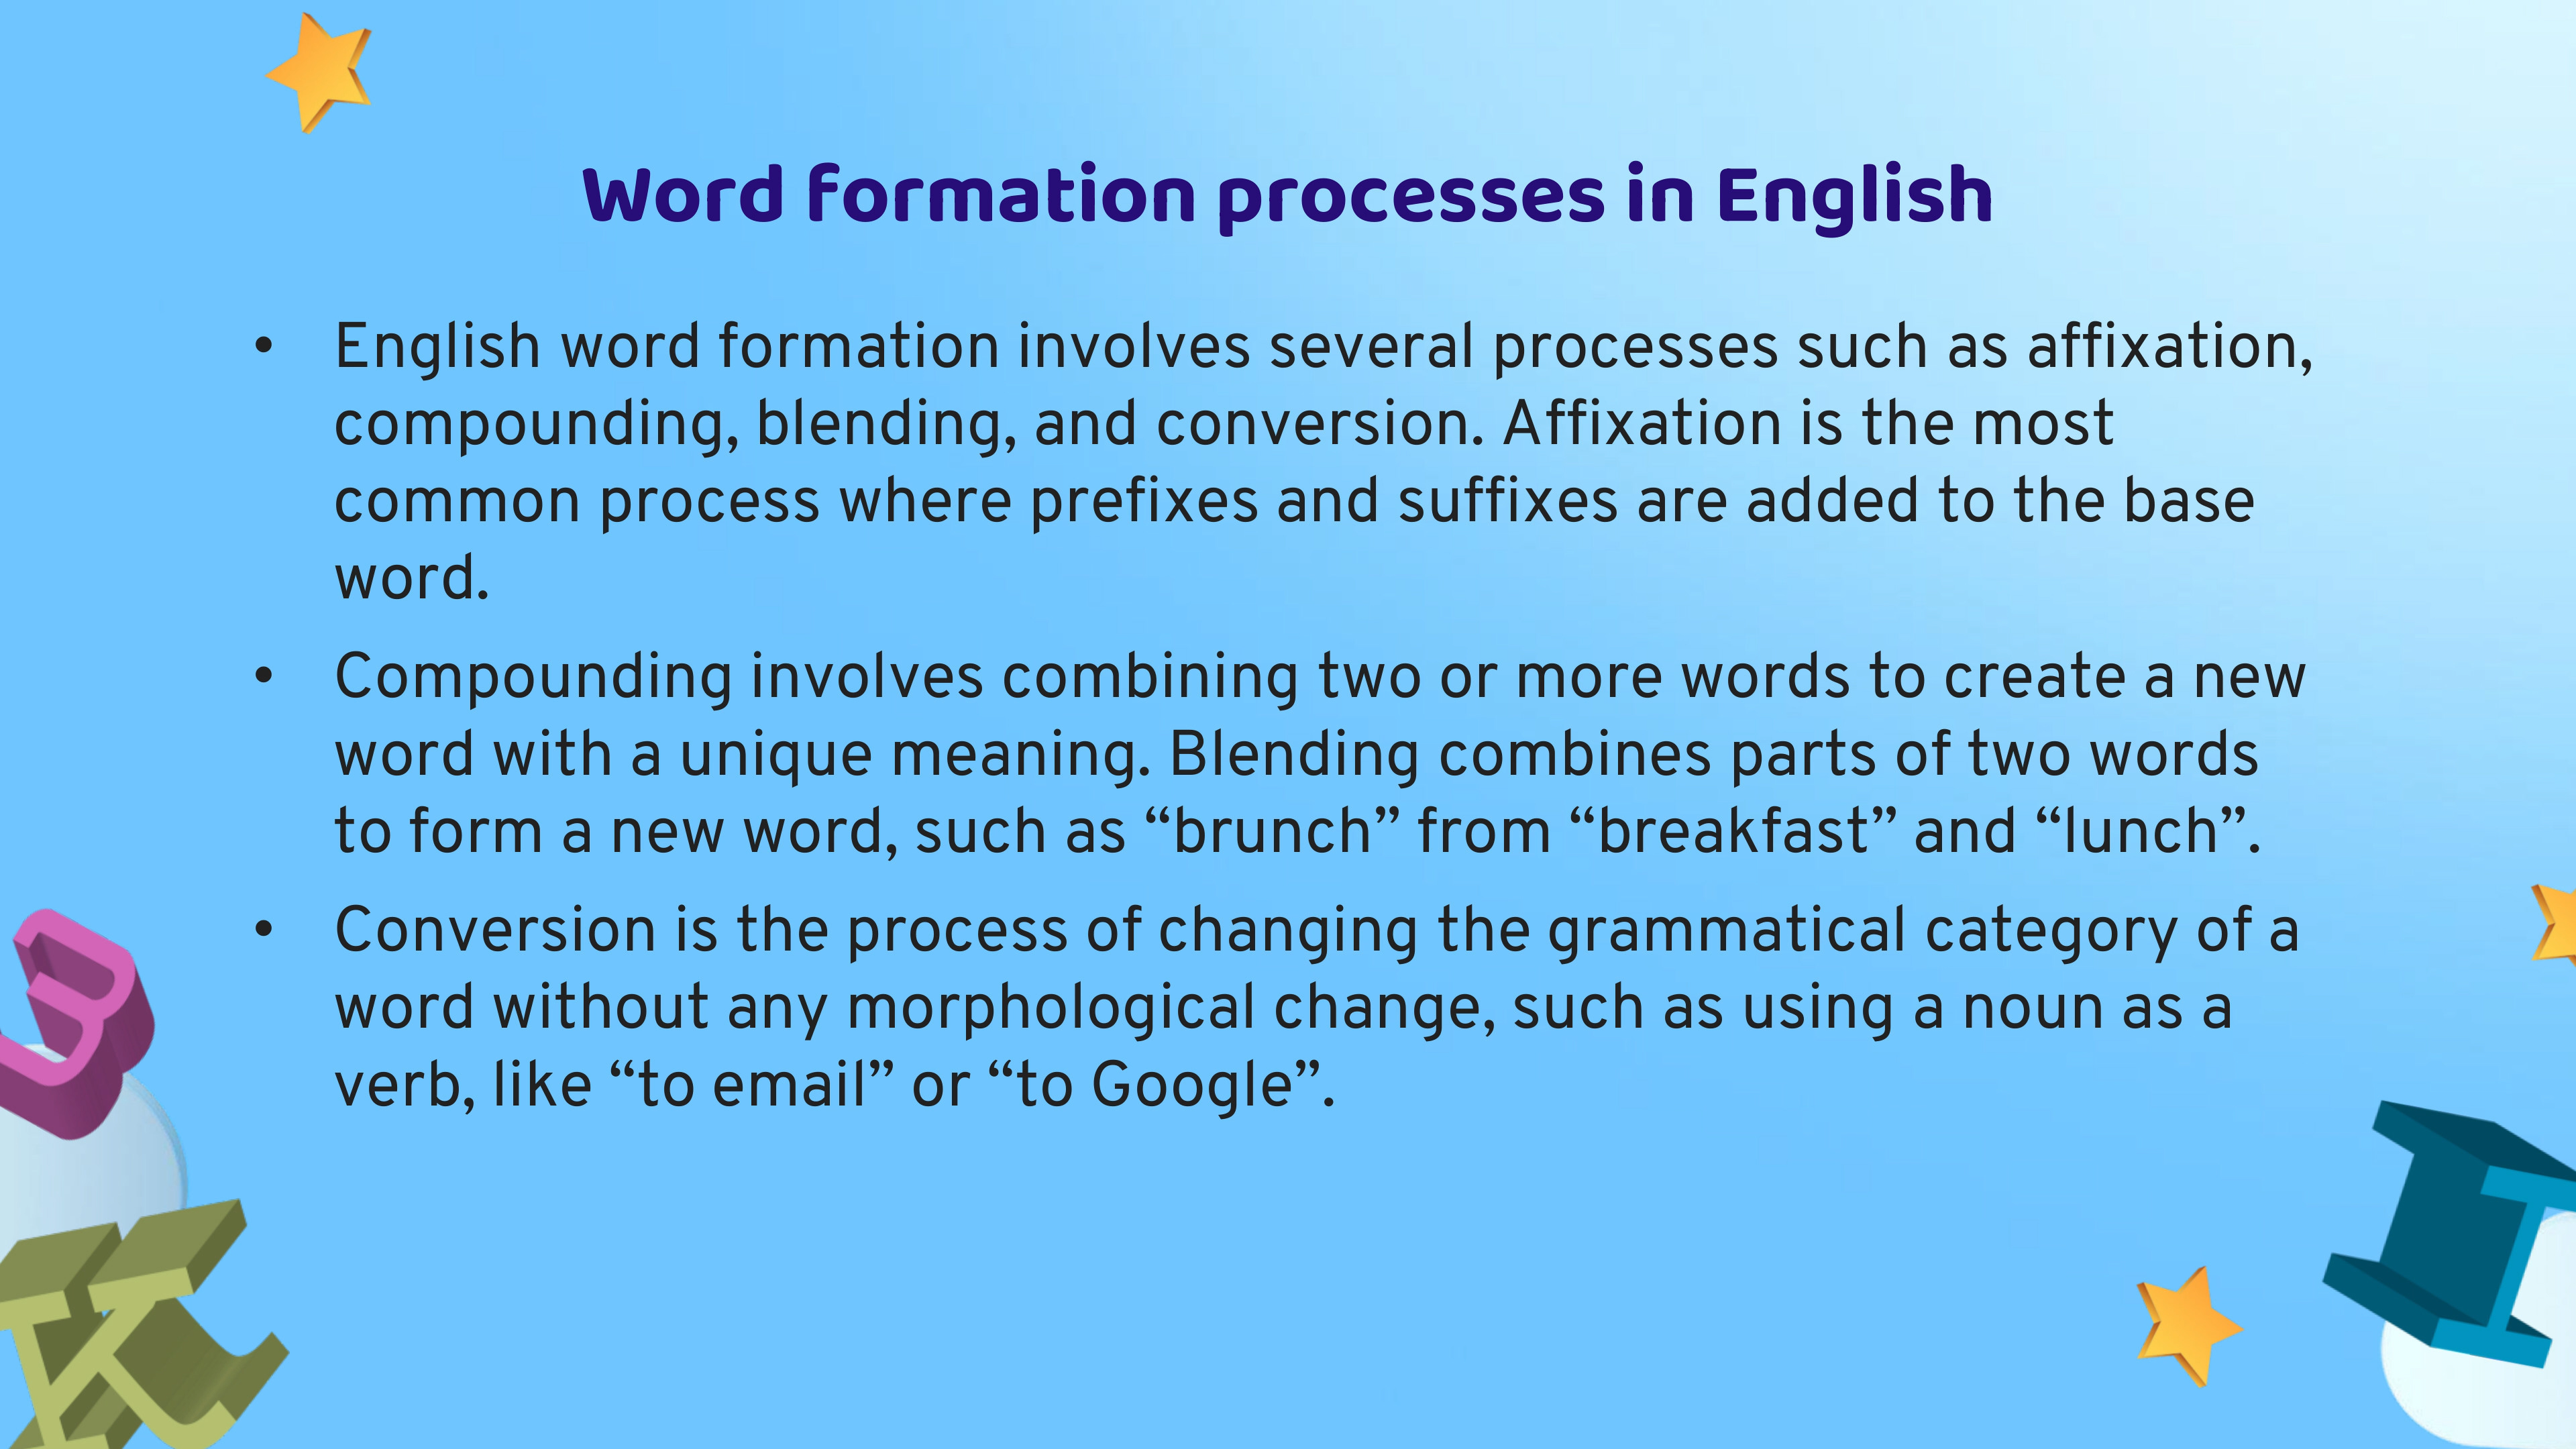 Word formation processes in English
• English word formation involves several processes such as affixation,
compounding, blending, and conversion. Affixation is the most
common process where prefixes and suffixes are added to the base
word.
• Compounding involves combining two or more words to create a new
word with a unique meaning. Blending combines parts of two words
to form a new word, such as “brunch” from “breakfast” and “lunch”.
• Conversion is the process of changing the grammatical category of a
word without any morphological change, such as using a noun as a
verb, like “to email” or “to Google”.